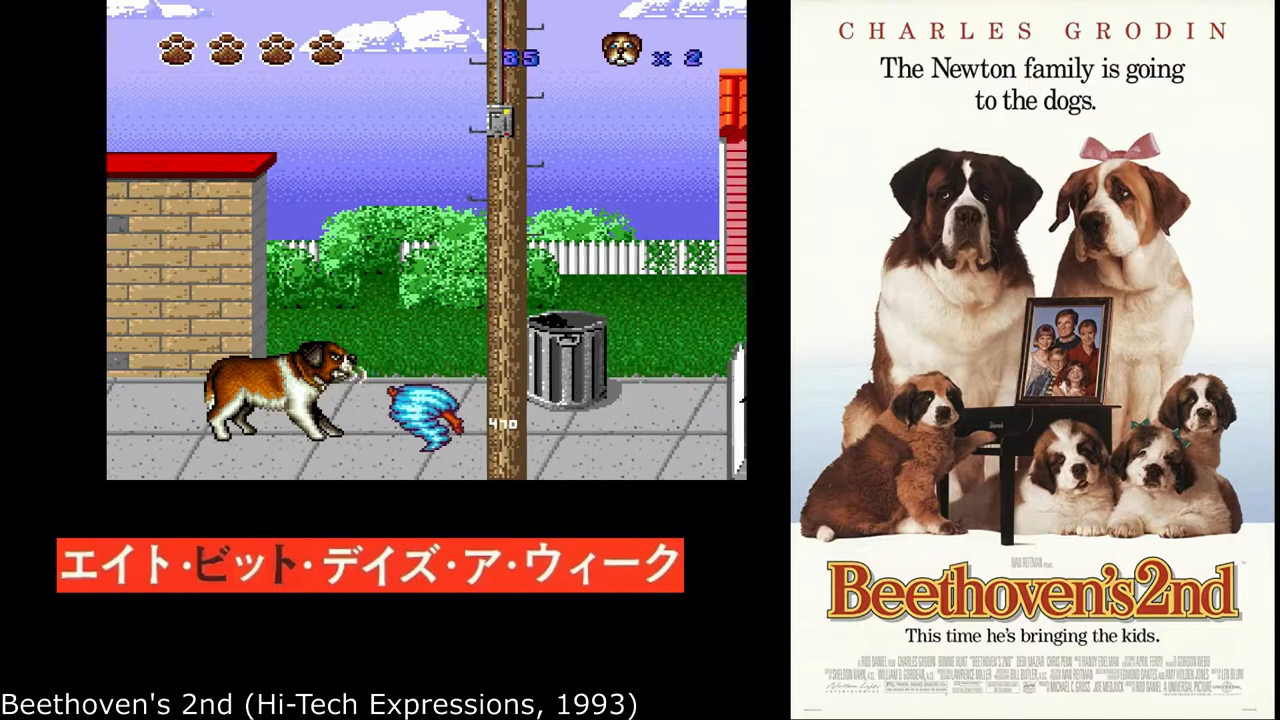 85
x 2
470
エイト・ビット・デイズ・ア・ウィーク
Beethoven's 2nd (Hi-Tech Expressions, 1993)
CHARLES GRODIN
The Newton family is going
to the dogs.
Beethoven's 2nd
This time he's bringing the kids.